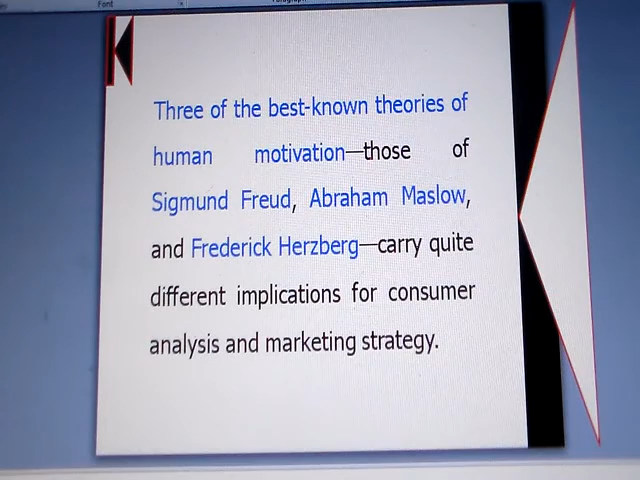 Font
Three of the best-known theories of
human motivation—those of
Sigmund Freud, Abraham Maslow,
and Frederick Herzberg—carry quite
different implications for consumer
analysis and marketing strategy.